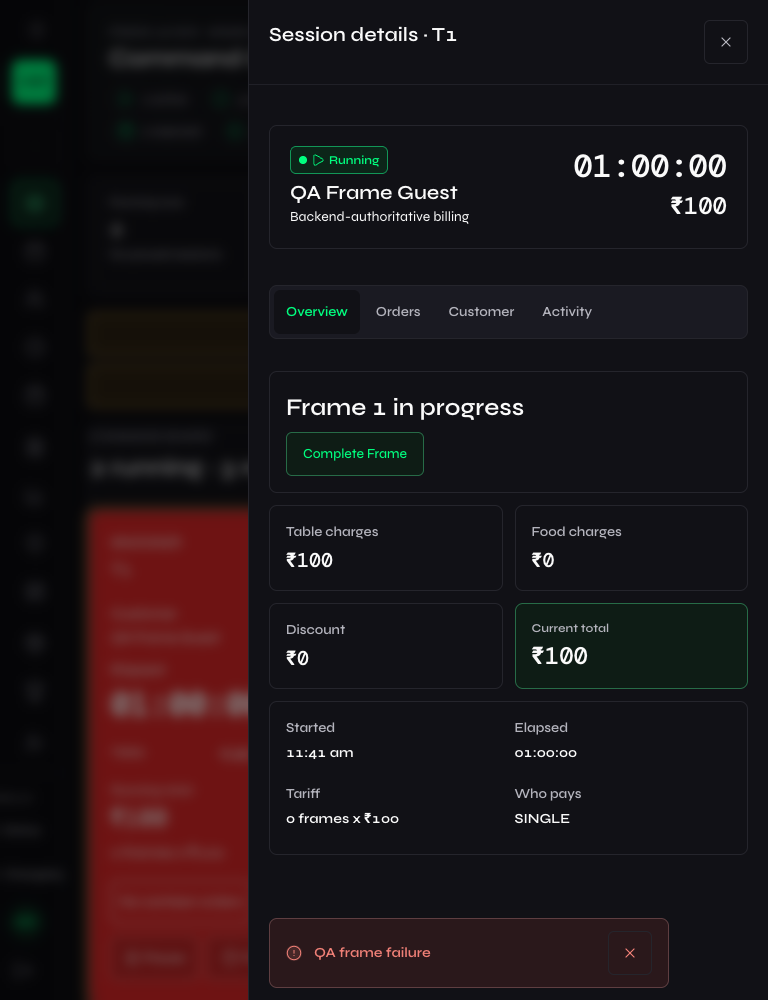 Session details · T1
Running
01:00:00
QA Frame Guest
₹100
Backend-authoritative billing
Overview Orders Customer Activity
Frame 1 in progress
Complete Frame
Table charges Food charges
₹100 ₹0
Discount Current total
₹0 ₹100
Started Elapsed
11:41 am 01:00:00
Tariff Who pays
0 frames x ₹100 SINGLE
QA frame failure